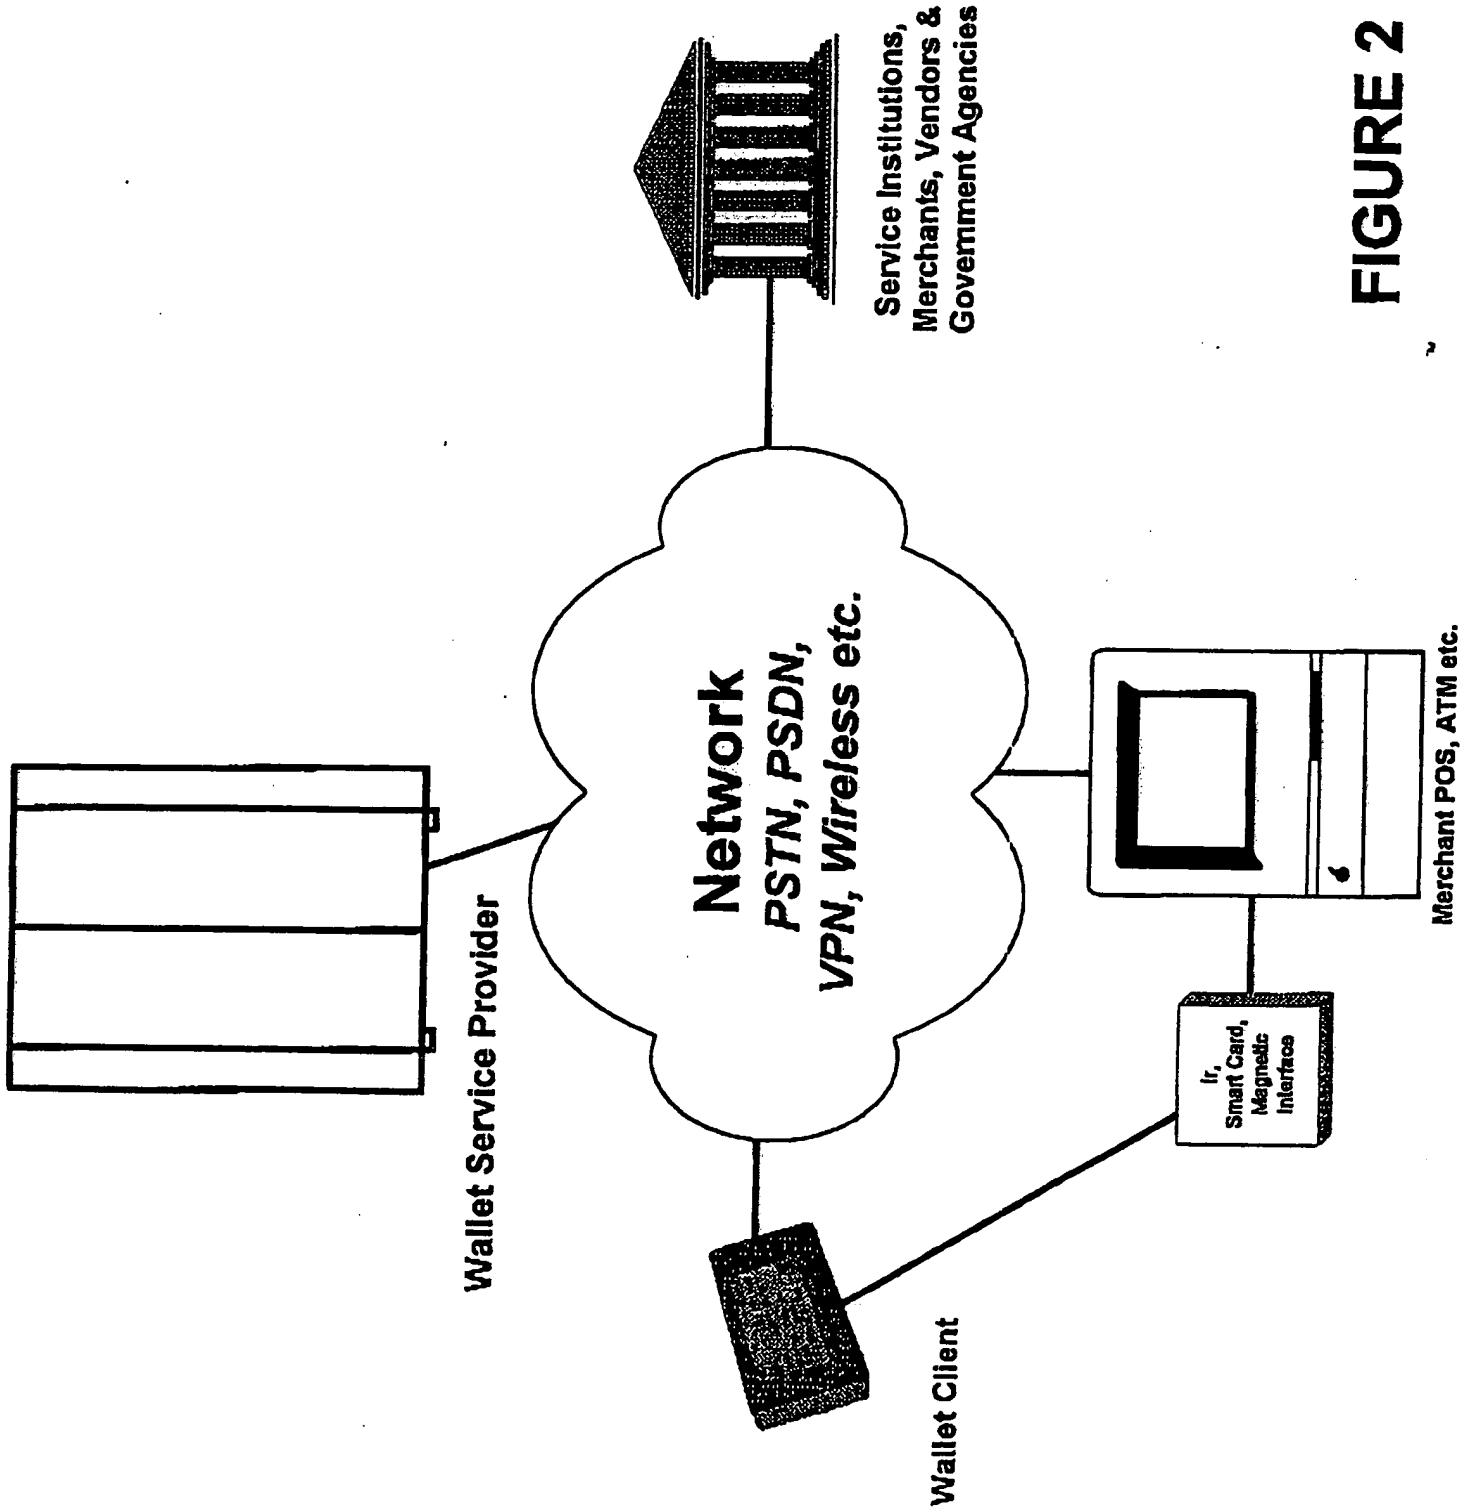 Wallet Service Provider
Network
PSTN, PSDN,
VPN, Wireless etc.
Service Institutions,
Merchants, Vendors &
Government Agencies
Wallet Client
Ir,
Smart Card,
Magnetic
Interface
Merchant POS, ATM etc.
FIGURE 2